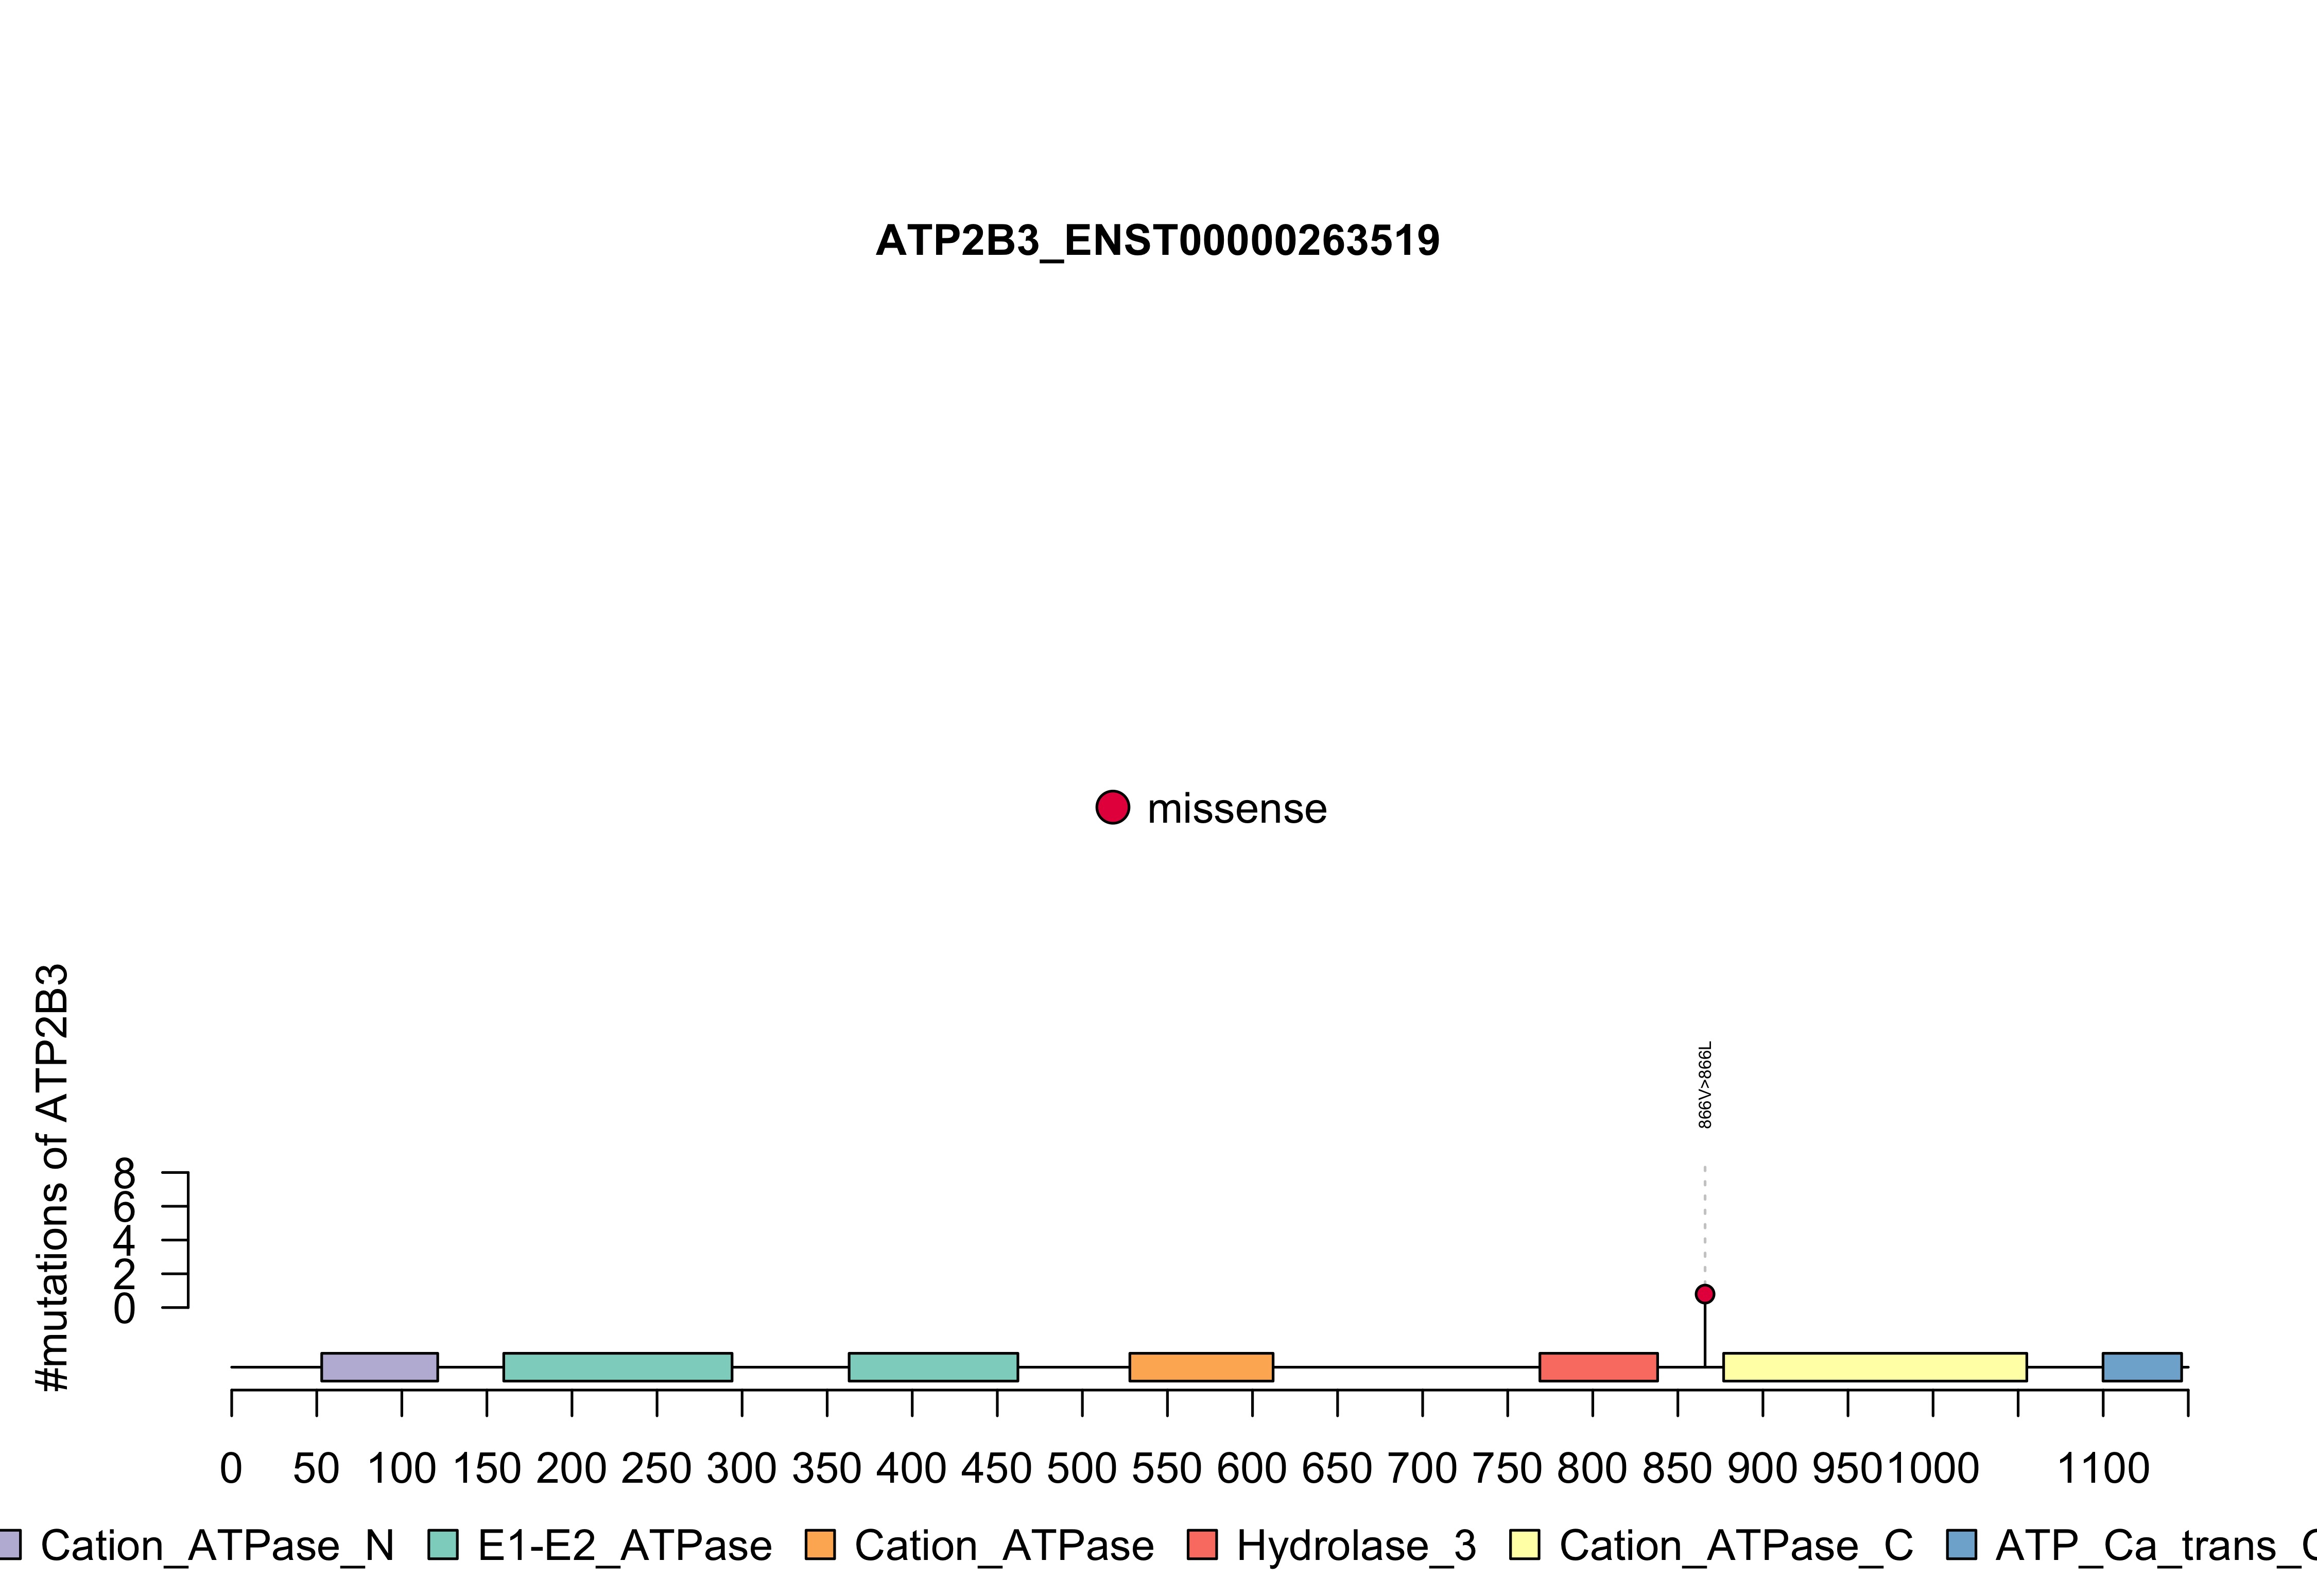 ATP2B3_ENST00000263519
missense
#mutations of ATP2B3
866V>866L
8
6
4
2
0
0 50 100 150 200 250 300 350 400 450 500 550 600 650 700 750 800 850 900 950 1000 1100
Cation_ATPase_N E1-E2_ATPase Cation_ATPase Hydrolase_3 Cation_ATPase_C ATP_Ca_trans_C